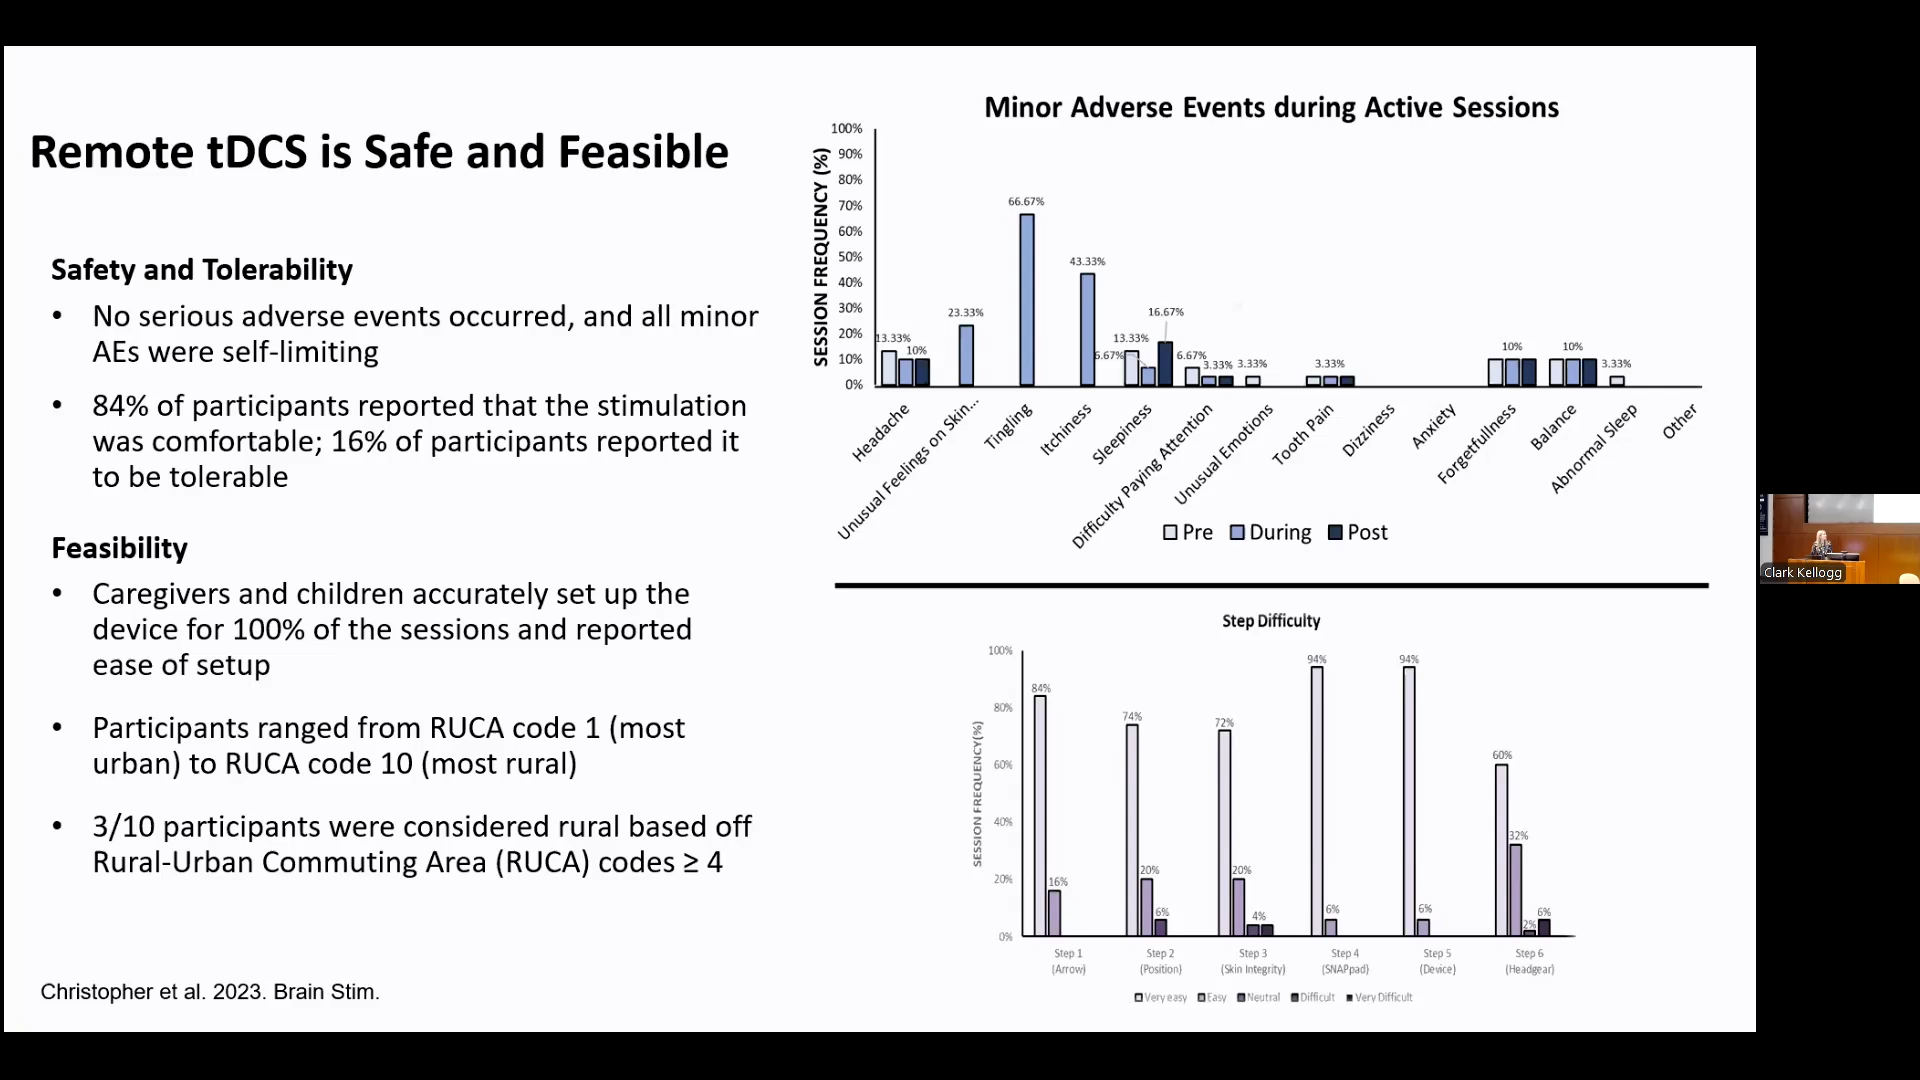 Remote tDCS is Safe and Feasible
Safety and Tolerability
• No serious adverse events occurred, and all minor
AEs were self-limiting
• 84% of participants reported that the stimulation
was comfortable; 16% of participants reported it
to be tolerable
Feasibility
• Caregivers and children accurately set up the
device for 100% of the sessions and reported
ease of setup
• Participants ranged from RUCA code 1 (most
urban) to RUCA code 10 (most rural)
• 3/10 participants were considered rural based off
Rural-Urban Commuting Area (RUCA) codes ≥ 4
Christopher et al. 2023. Brain Stim.
Minor Adverse Events during Active Sessions
SESSION FREQUENCY (%)
100%
90%
80%
70%
60%
50%
40%
30%
20%
10%
0%
13.33%
10%
23.33%
66.67%
43.33%
13.33%
6.67%
16.67%
6.67%
3.33%
3.33%
3.33%
10%
10%
3.33%
Headache
Unusual Feelings on Skin...
Tingling
Itchiness
Sleepiness
Difficulty Paying Attention
Unusual Emotions
Tooth Pain
Dizziness
Anxiety
Forgetfullness
Balance
Abnormal Sleep
Other
Pre During Post
Step Difficulty
SESSION FREQUENCY(%)
100%
80%
60%
40%
20%
0%
84%
16%
74%
20%
6%
72%
20%
4%
94%
6%
94%
6%
60%
32%
2%
6%
Step 1
(Arrow)
Step 2
(Position)
Step 3
(Skin Integrity)
Step 4
(SNAPpad)
Step 5
(Device)
Step 6
(Headgear)
Very easy Easy Neutral Difficult Very Difficult
Clark Kellogg